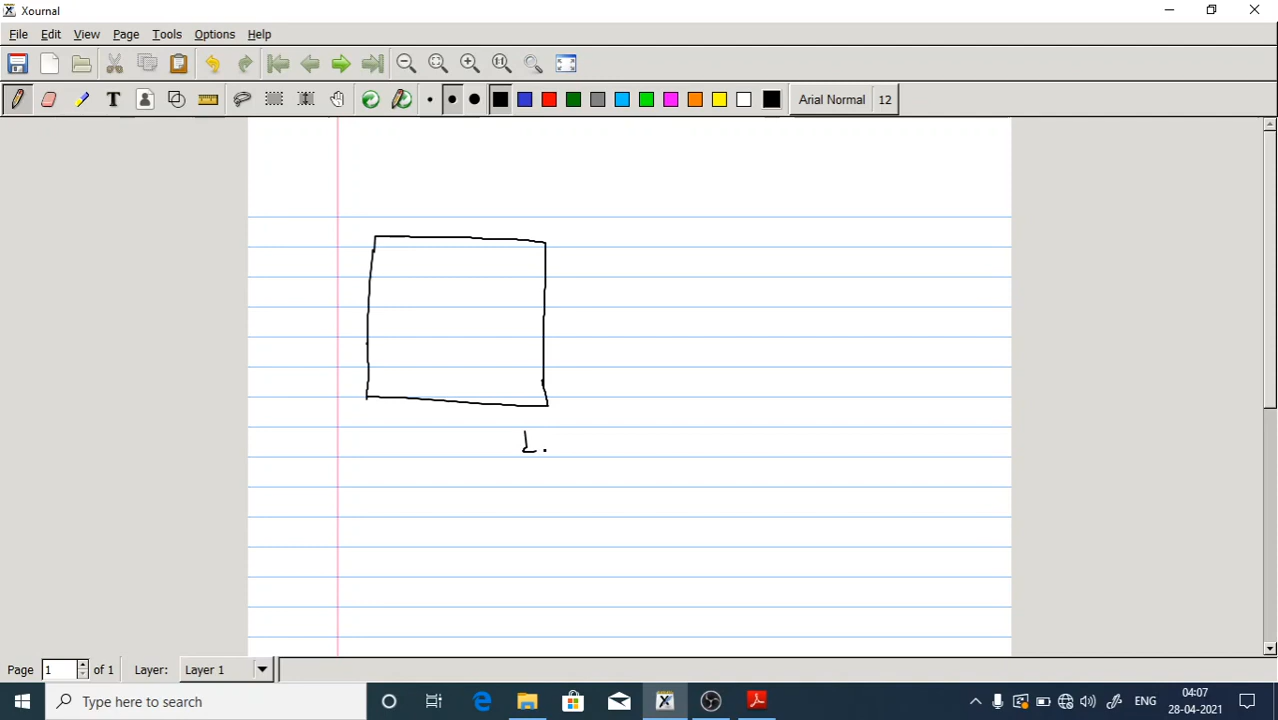 Xournal
File Edit View Page Tools Options Help
Arial Normal 12
L.
Page 1 of 1 Layer: Layer 1
Type here to search
ENG
04:07
28-04-2021